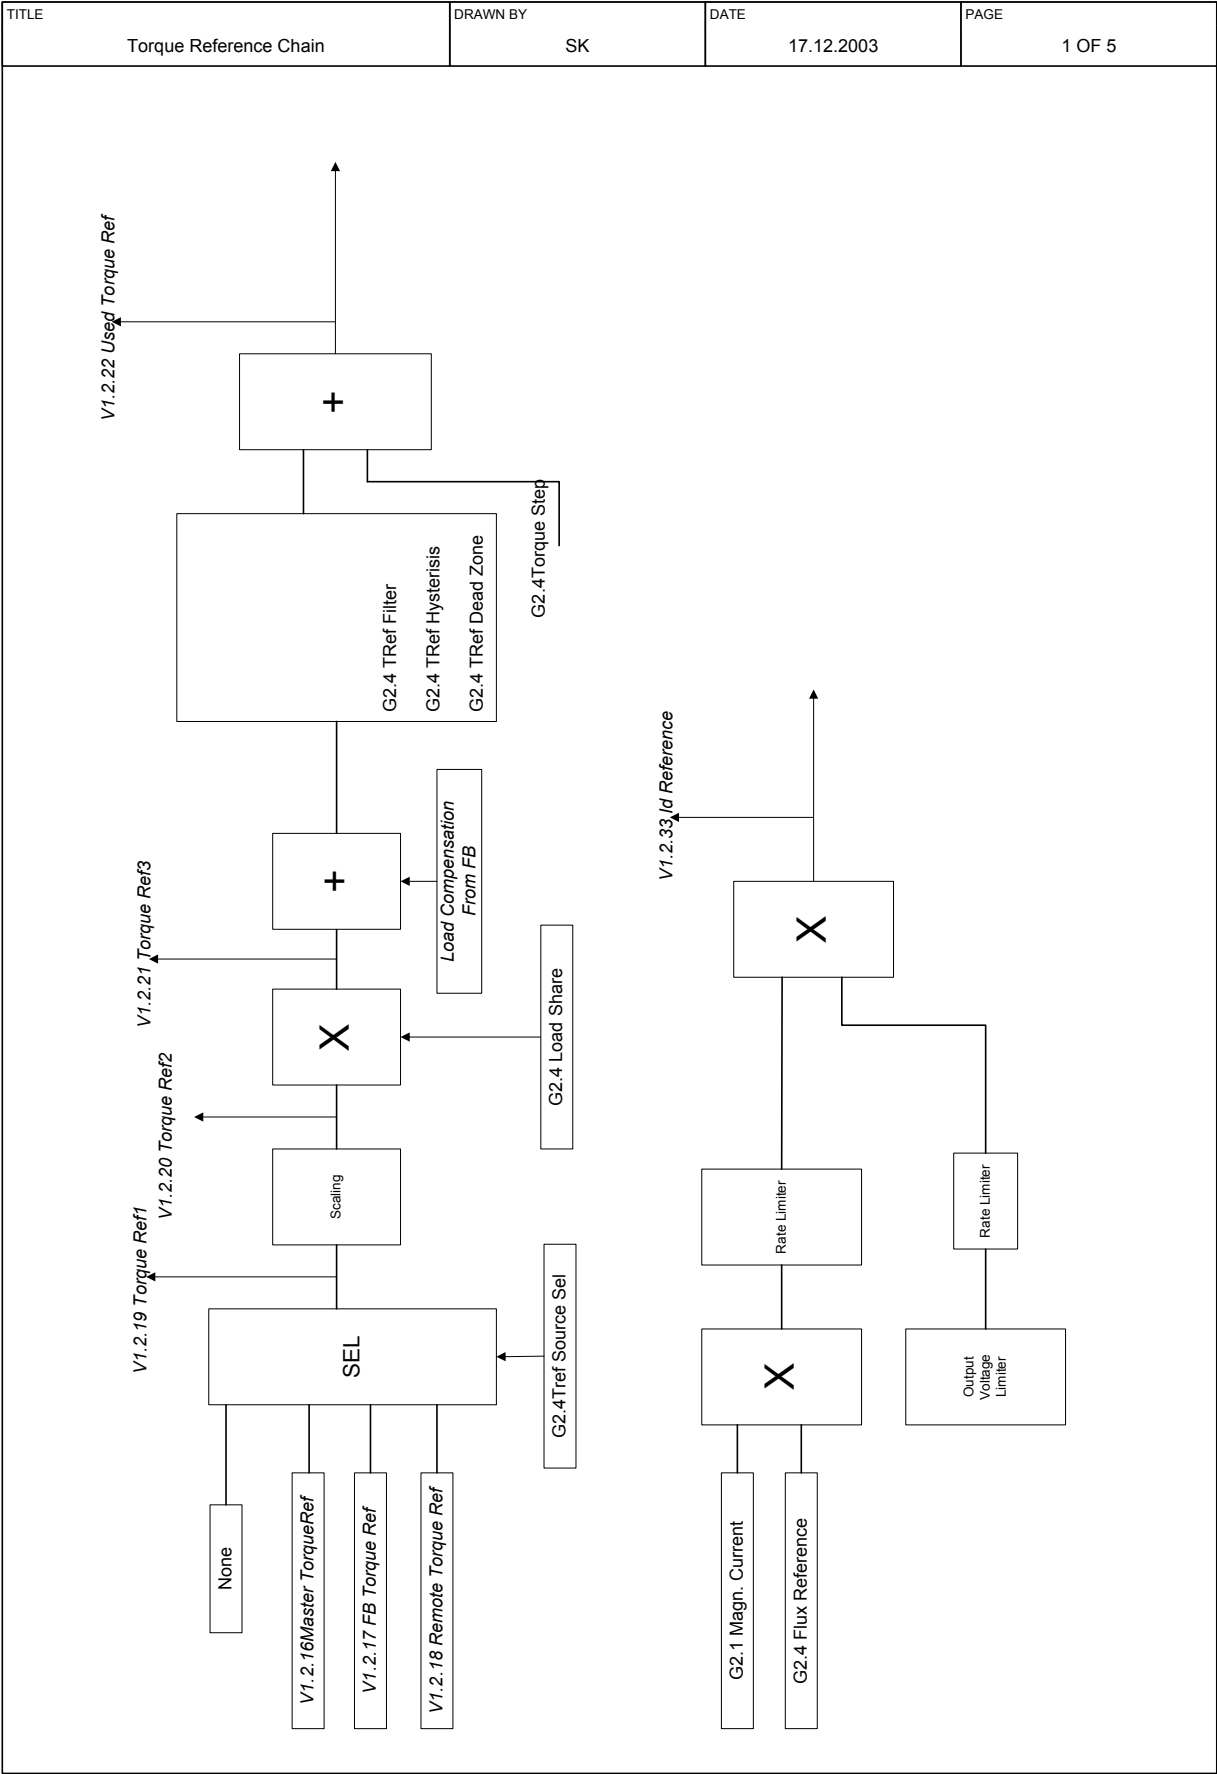 TITLE
Torque Reference Chain
DRAWN BY
SK
DATE
17.12.2003
PAGE
1 OF 5
None
V1.2.16Master TorqueRef
V1.2.17 FB Torque Ref
V1.2.18 Remote Torque Ref
SEL
G2.4Tref Source Sel
V1.2.19 Torque Ref1
Scaling
V1.2.20 Torque Ref2
X
G2.4 Load Share
V1.2.21 Torque Ref3
+
Load Compensation
From FB
G2.4 TRef Filter
G2.4 TRef Hysterisis
G2.4 TRef Dead Zone
G2.4Torque Step
+
V1.2.22 Used Torque Ref
G2.1 Magn. Current
G2.4 Flux Reference
X
Rate Limiter
Output
Voltage
Limiter
Rate Limiter
X
V1.2.33 Id Reference